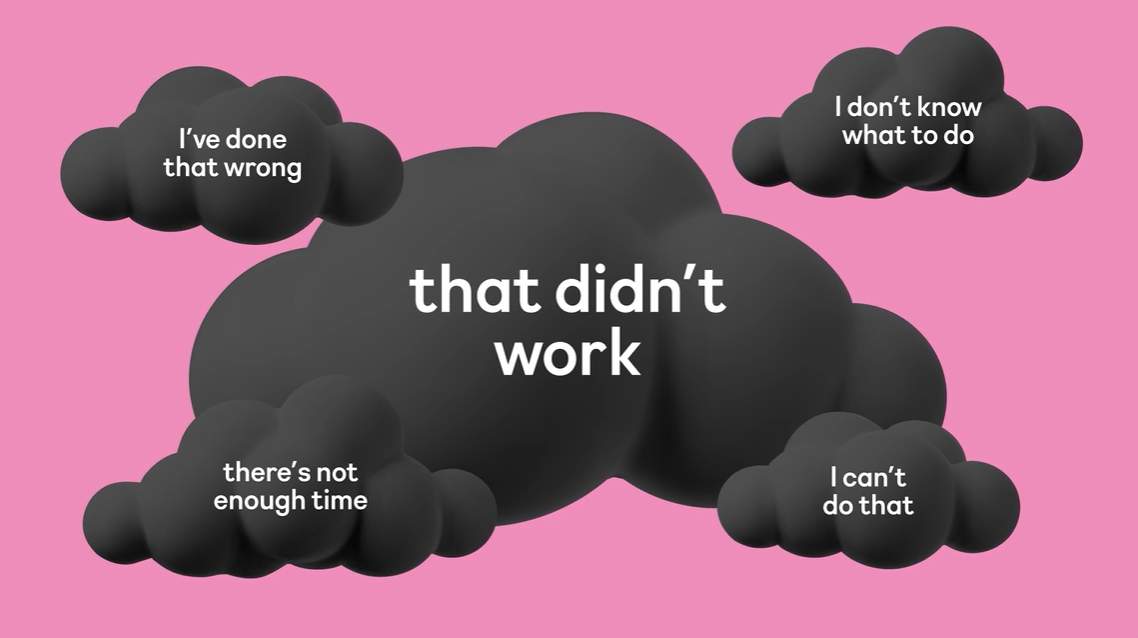 I’ve done
that wrong
I don’t know
what to do
that didn’t
work
there’s not
enough time
I can’t
do that